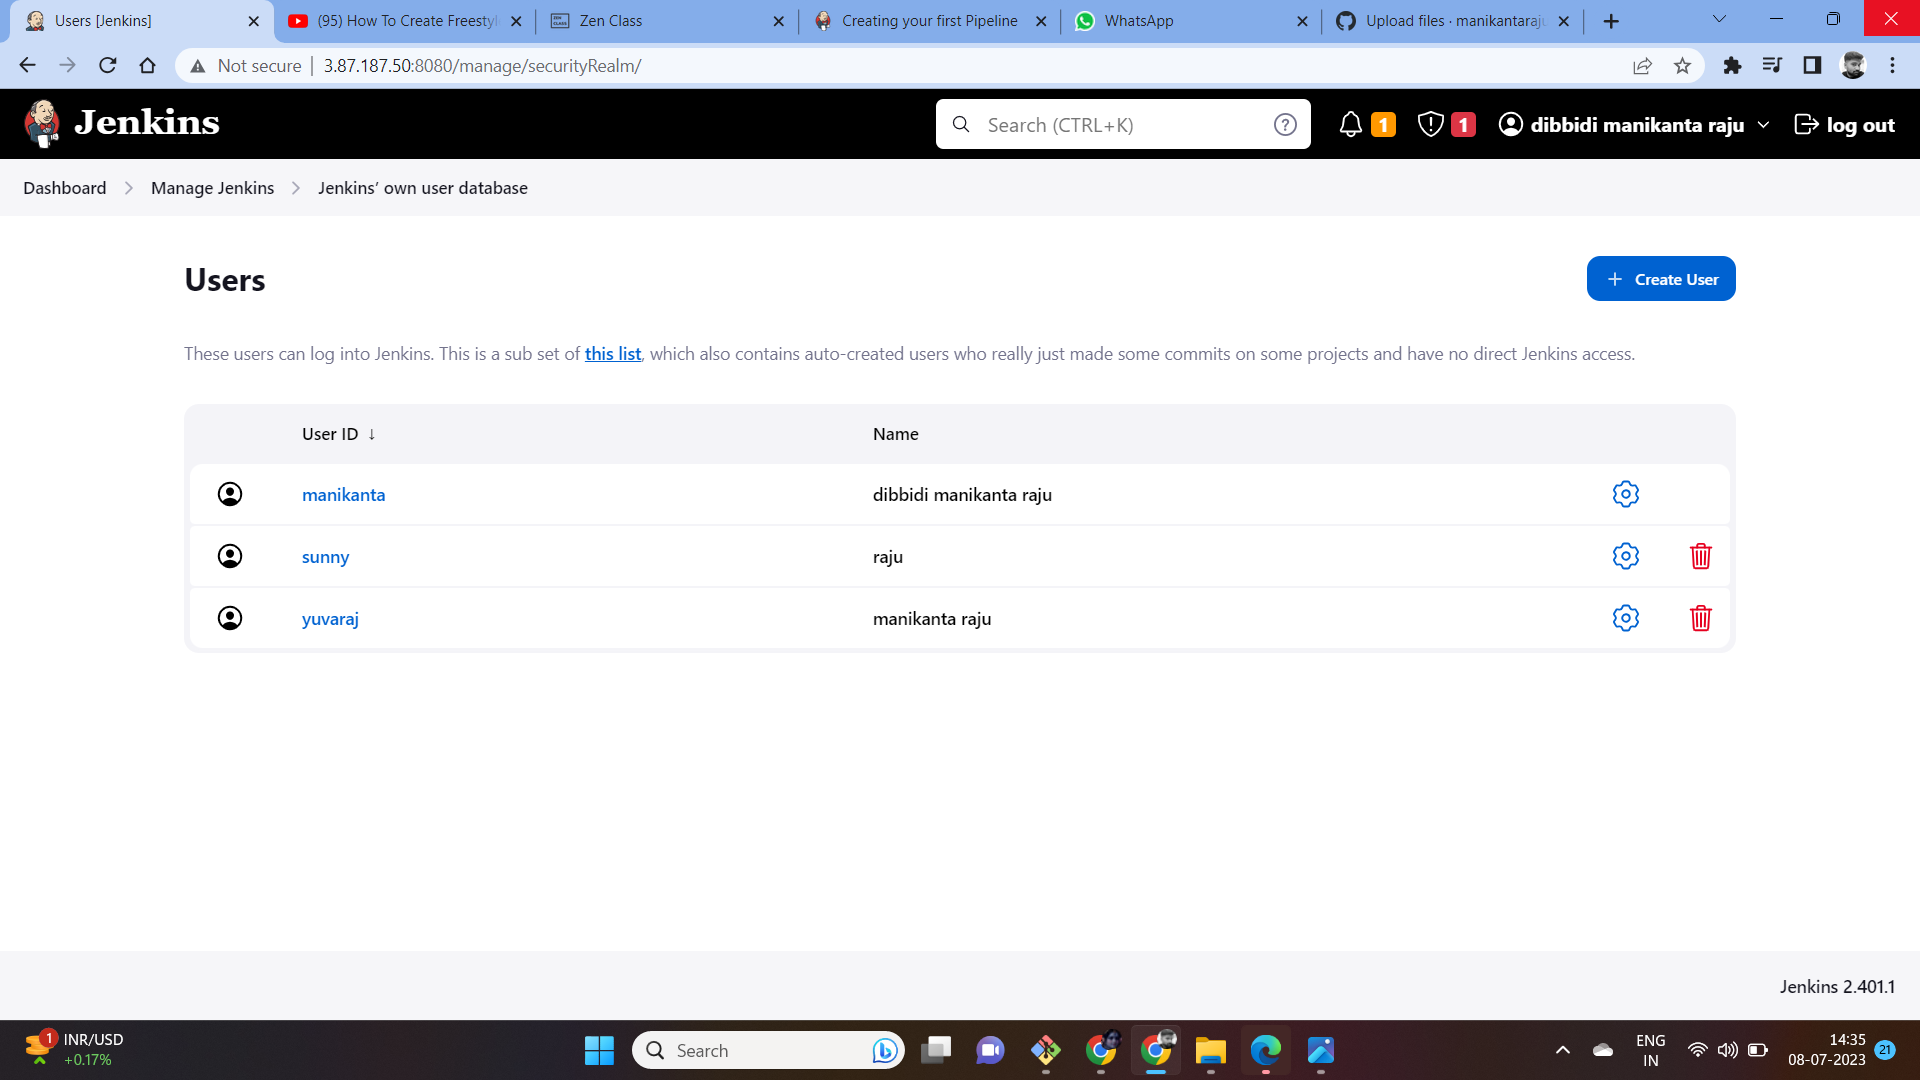 Users [Jenkins]
(95) How To Create Freestyl
Zen Class
Creating your first Pipeline
WhatsApp
Upload files · manikantaraju
Not secure | 3.87.187.50:8080/manage/securityRealm/
Jenkins
Search (CTRL+K)
?
1
1
dibbidi manikanta raju
log out
Dashboard
Manage Jenkins
Jenkins' own user database
Users
+ Create User
These users can log into Jenkins. This is a sub set of this list, which also contains auto-created users who really just made some commits on some projects and have no direct Jenkins access.
User ID ↓
Name
manikanta
dibbidi manikanta raju
sunny
raju
yuvaraj
manikanta raju
Jenkins 2.401.1
1
INR/USD
+0.17%
Search
ENG
IN
14:35
08-07-2023
21